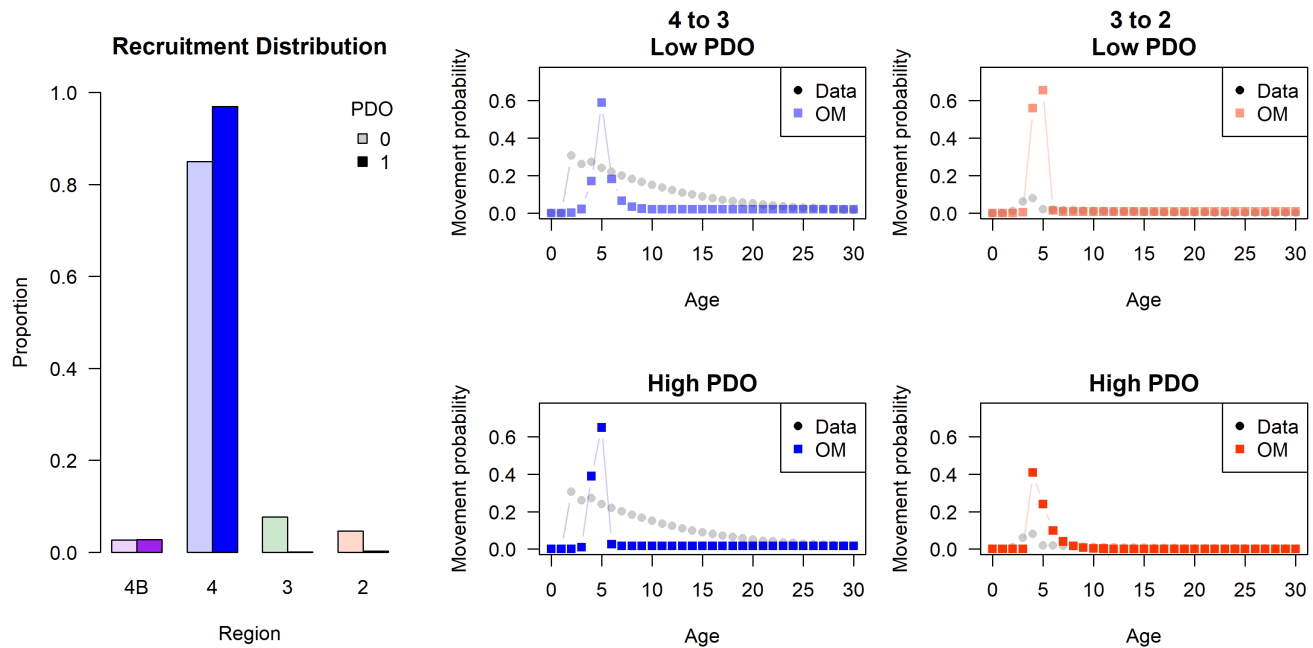 Recruitment Distribution
Proportion
1.0
0.8
0.6
0.4
0.2
0.0
PDO
0
1
4B
4
3
2
Region
4 to 3
Low PDO
Movement probability
0.6
0.4
0.2
0.0
Data
OM
0
5
10
15
20
25
30
Age
3 to 2
Low PDO
Movement probability
0.6
0.4
0.2
0.0
Data
OM
0
5
10
15
20
25
30
Age
High PDO
Movement probability
0.6
0.4
0.2
0.0
Data
OM
0
5
10
15
20
25
30
Age
High PDO
Movement probability
0.6
0.4
0.2
0.0
Data
OM
0
5
10
15
20
25
30
Age